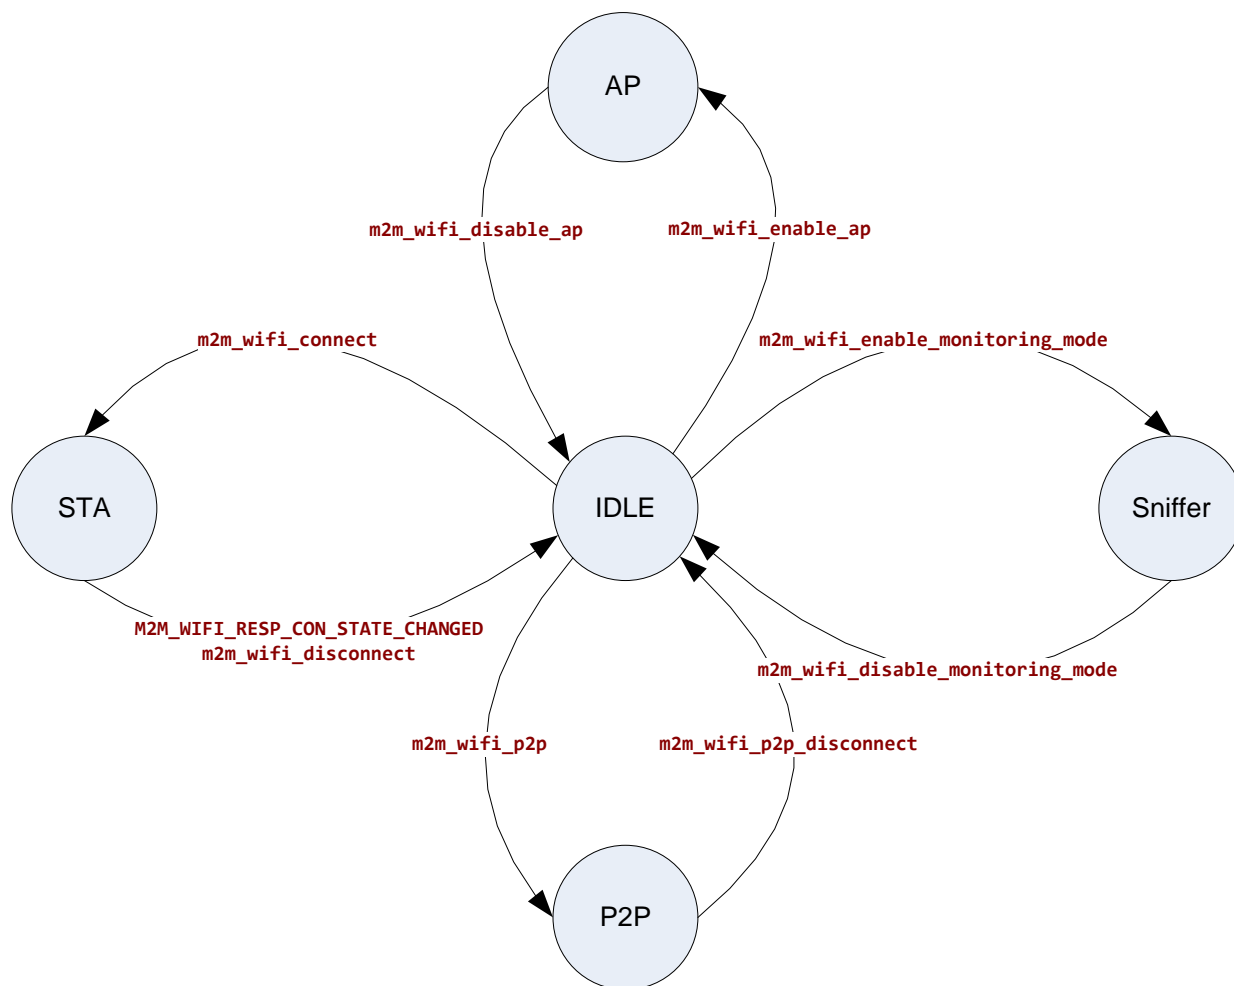 AP
m2m_wifi_disable_ap
m2m_wifi_enable_ap
m2m_wifi_connect
m2m_wifi_enable_monitoring_mode
STA
IDLE
Sniffer
M2M_WIFI_RESP_CON_STATE_CHANGED
m2m_wifi_disconnect
m2m_wifi_disable_monitoring_mode
m2m_wifi_p2p
m2m_wifi_p2p_disconnect
P2P